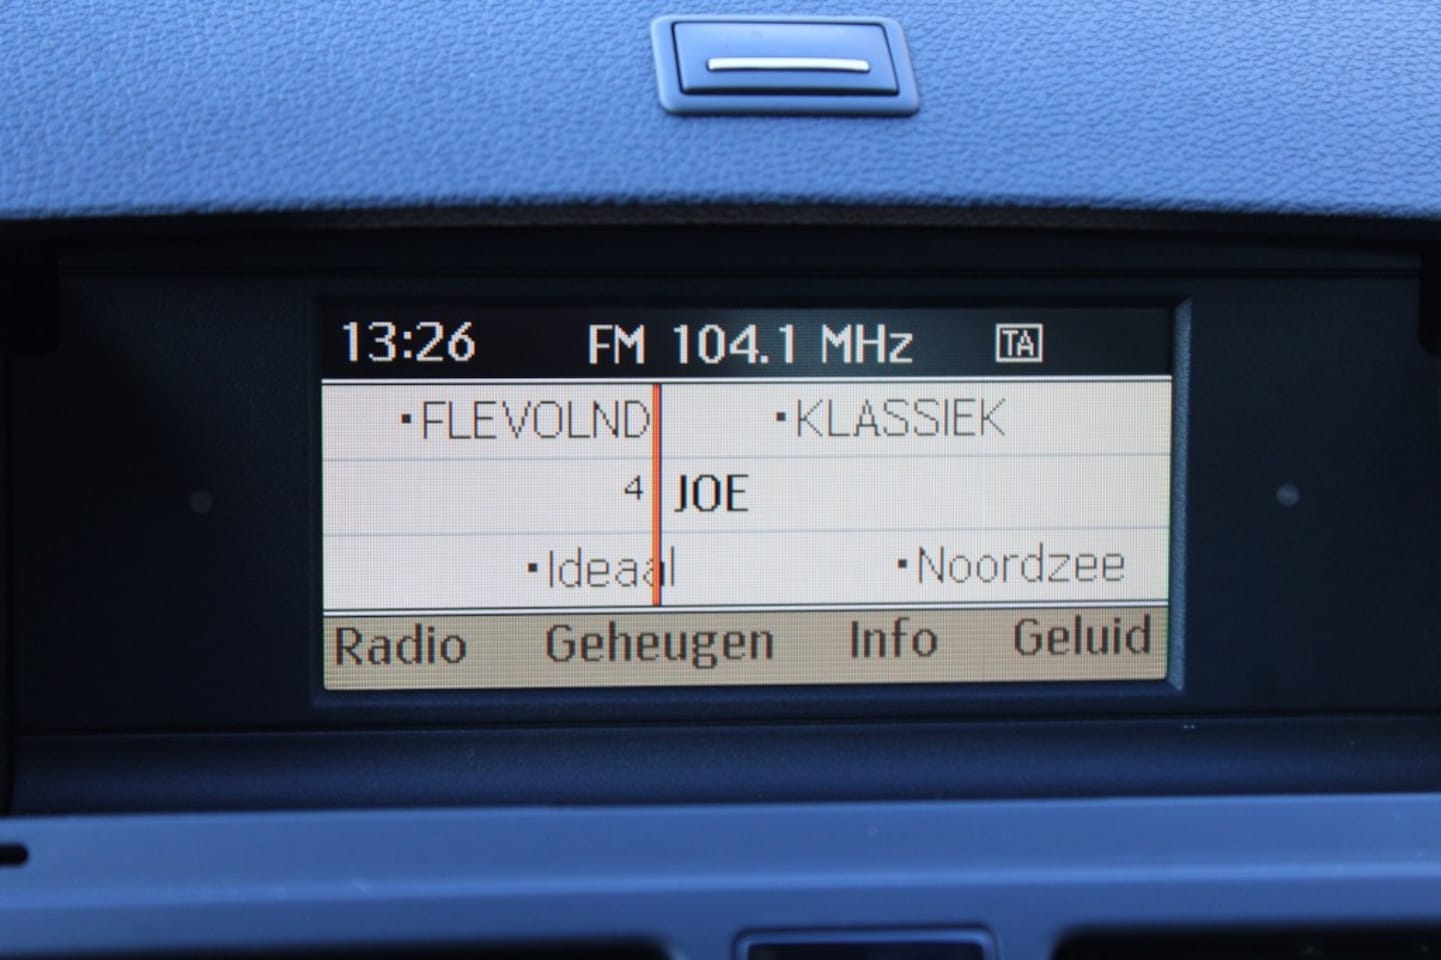 13:26 FM 104.1 MHz TA
·FLEVOLND ·KLASSIEK
4 JOE
·Ideaal ·Noordzee
Radio Geheugen Info Geluid